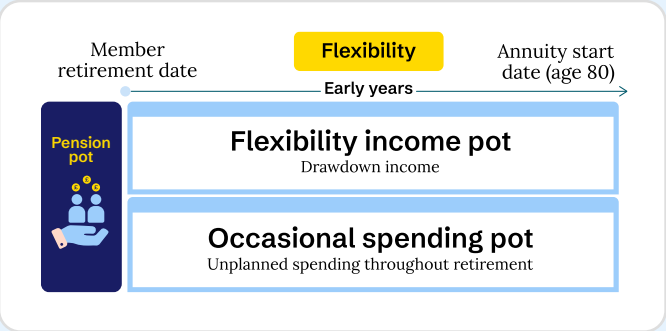 Member
retirement date
Flexibility
Annuity start
date (age 80)
Early years
Pension
pot
£ £ £
Flexibility income pot
Drawdown income
Occasional spending pot
Unplanned spending throughout retirement